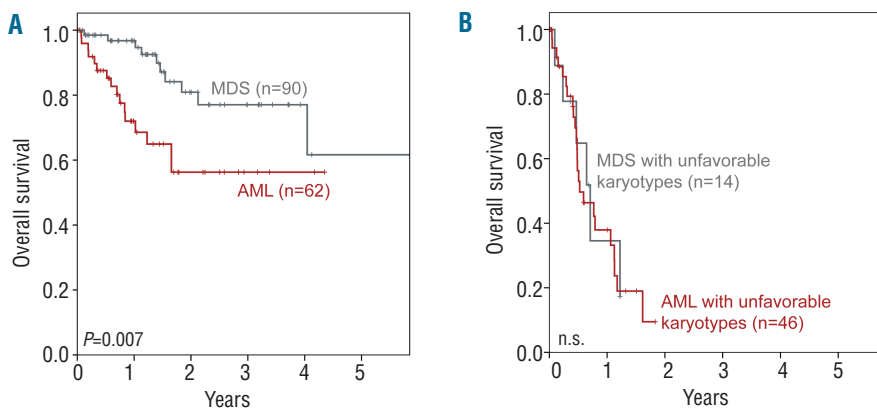 A
Overall survival
1.0
0.8
0.6
0.4
0.2
0.0
MDS (n=90)
AML (n=62)
P=0.007
0 1 2 3 4 5
Years
B
Overall survival
1.0
0.8
0.6
0.4
0.2
0.0
MDS with unfavorable
karyotypes (n=14)
AML with unfavorable
karyotypes (n=46)
n.s.
0 1 2 3 4 5
Years